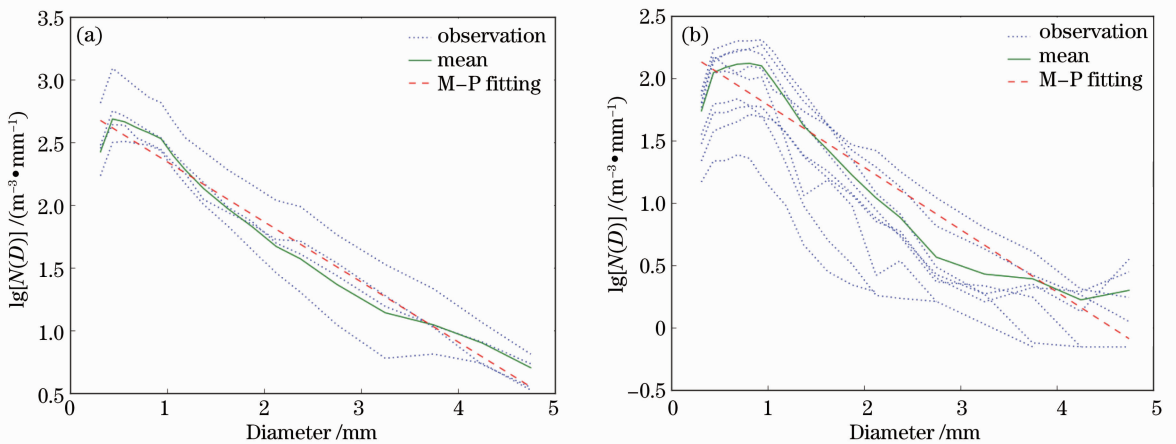 (a)
observation
mean
M−P fitting
3.5
3.0
2.5
2.0
1.5
1.0
0.5
lg[N(D)] /(m⁻³•mm⁻¹)
0 1 2 3 4 5
Diameter /mm
(b)
observation
mean
M−P fitting
2.5
2.0
1.5
1.0
0.5
0
−0.5
lg[N(D)] /(m⁻³•mm⁻¹)
0 1 2 3 4 5
Diameter /mm